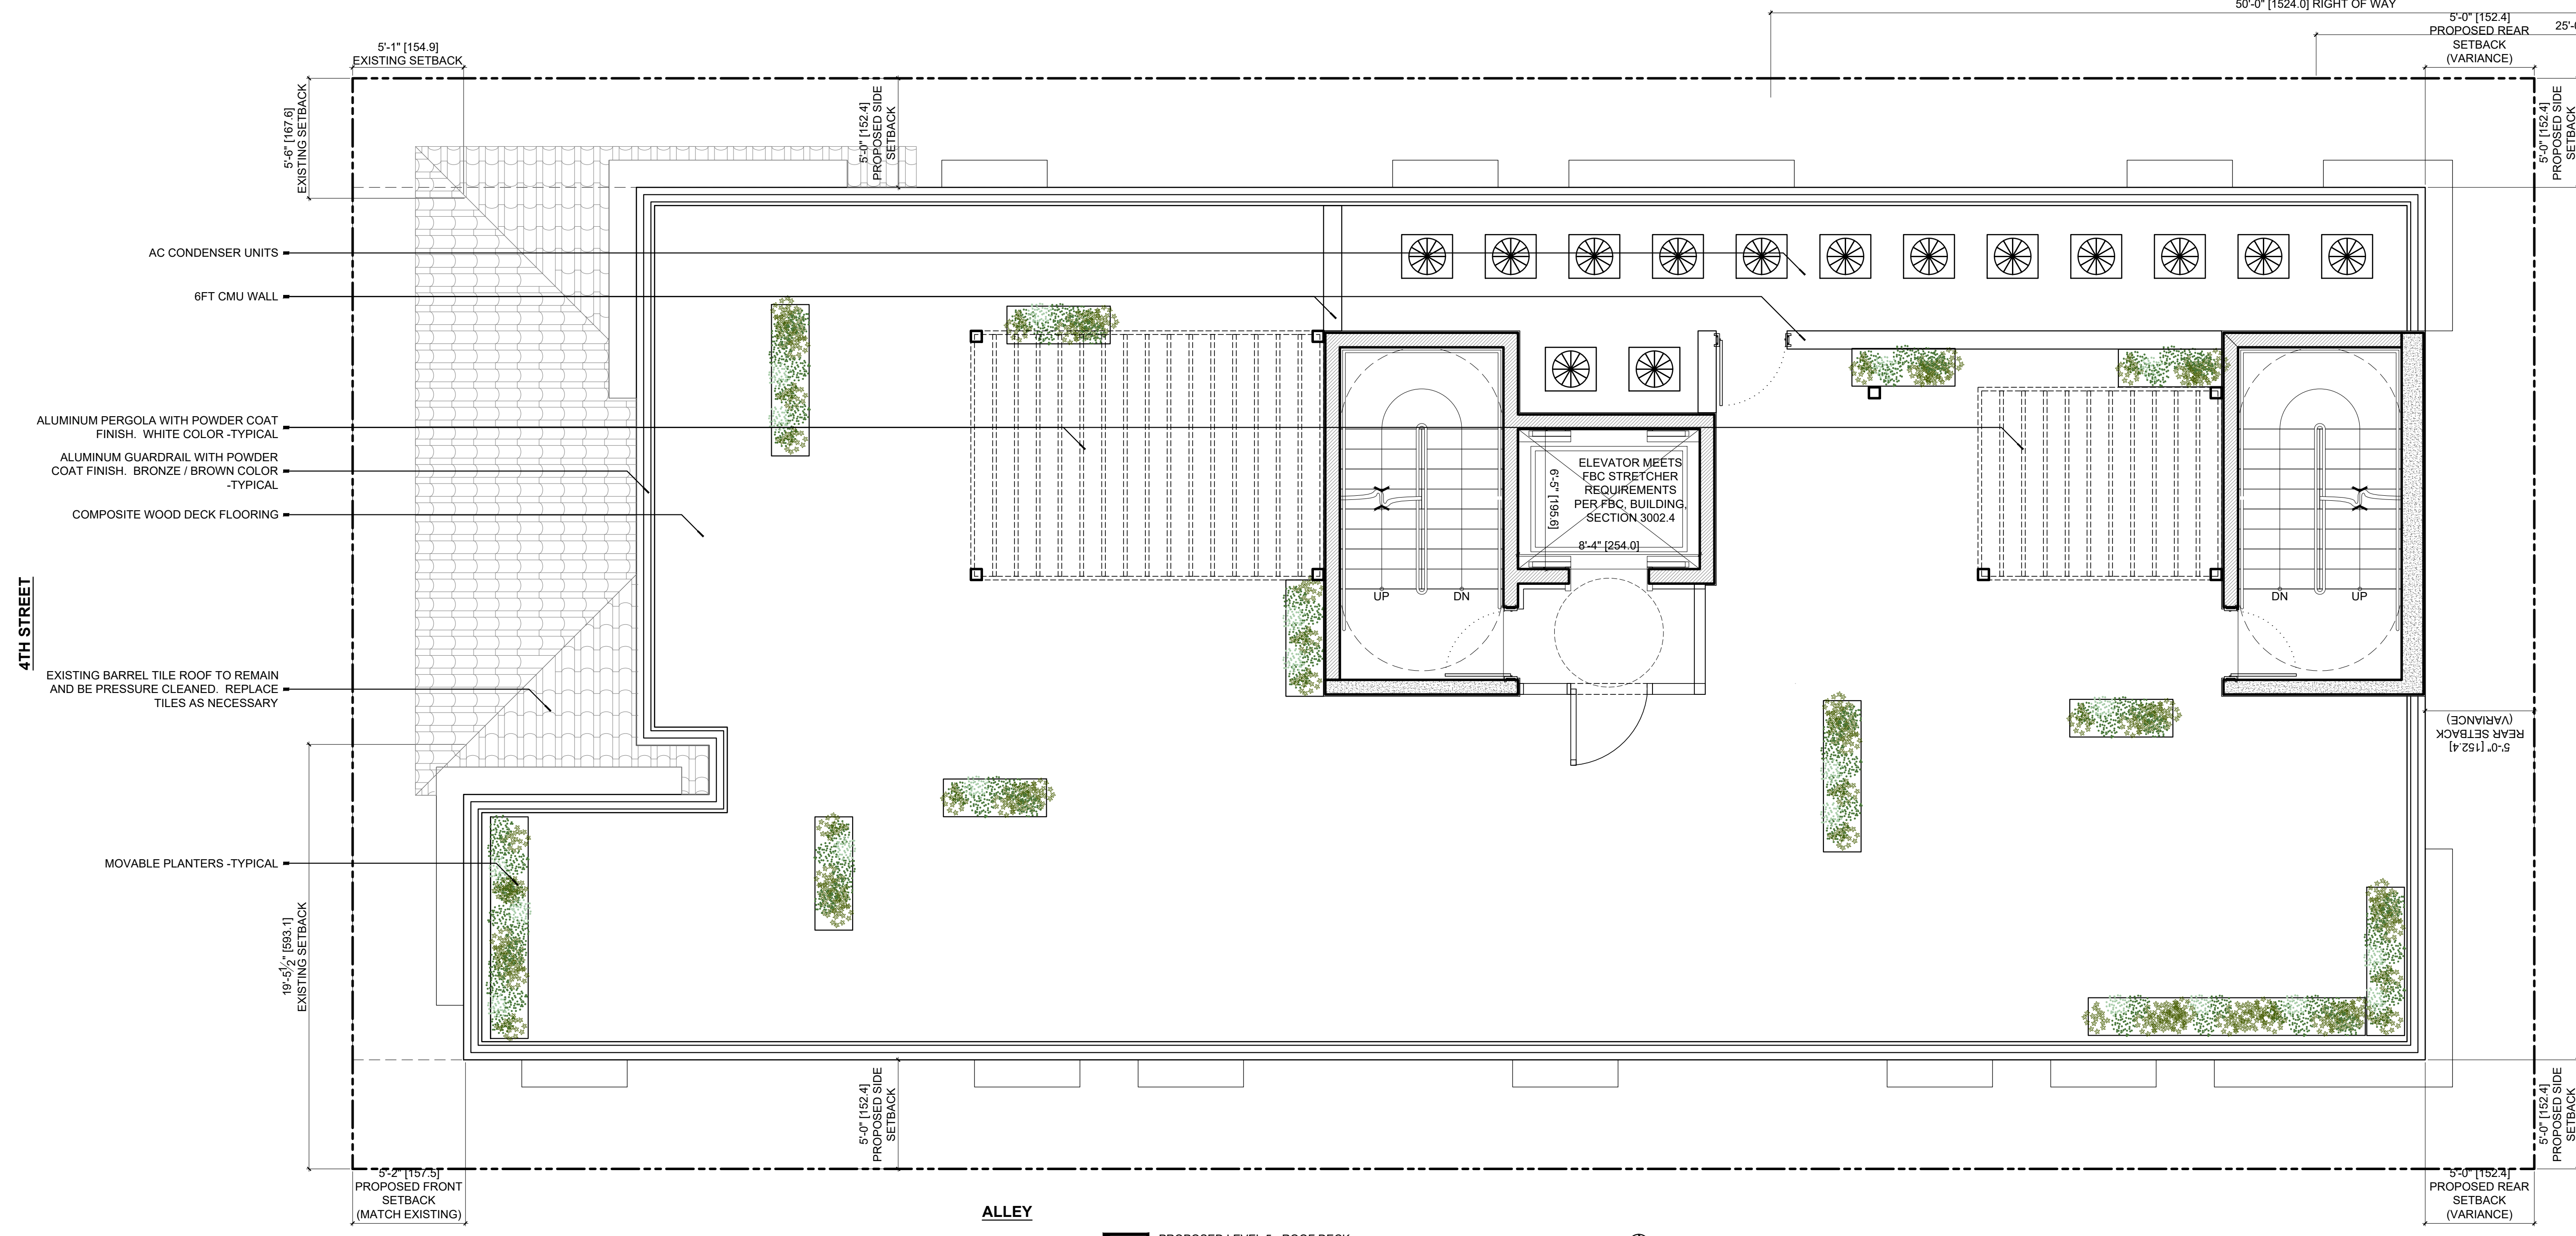 50'-0" [1524.0] RIGHT OF WAY
5'-0" [152.4]
PROPOSED REAR
SETBACK
(VARIANCE)
5'-1" [154.9]
EXISTING SETBACK
5'-6" [167.6]
EXISTING SETBACK
5'-0" [152.4]
PROPOSED SIDE
SETBACK
5'-0" [152.4]
PROPOSED SIDE
SETBACK
AC CONDENSER UNITS
6FT CMU WALL
ALUMINUM PERGOLA WITH POWDER COAT
FINISH. WHITE COLOR -TYPICAL
ALUMINUM GUARDRAIL WITH POWDER
COAT FINISH. BRONZE / BROWN COLOR
-TYPICAL
COMPOSITE WOOD DECK FLOORING
4TH STREET
EXISTING BARREL TILE ROOF TO REMAIN
AND BE PRESSURE CLEANED. REPLACE
TILES AS NECESSARY
MOVABLE PLANTERS -TYPICAL
ELEVATOR MEETS
FBC STRETCHER
REQUIREMENTS
PER FBC, BUILDING,
SECTION 3002.4
6'-5" [195.6]
8'-4" [254.0]
UP
DN
DN
UP
5'-0" [152.4]
REAR SETBACK
(VARIANCE)
19'-5 1/2" [593.1]
EXISTING SETBACK
5'-0" [152.4]
PROPOSED SIDE
SETBACK
5'-0" [152.4]
PROPOSED SIDE
SETBACK
5'-2" [157.5]
PROPOSED FRONT
SETBACK
(MATCH EXISTING)
5'-0" [152.4]
PROPOSED REAR
SETBACK
(VARIANCE)
ALLEY